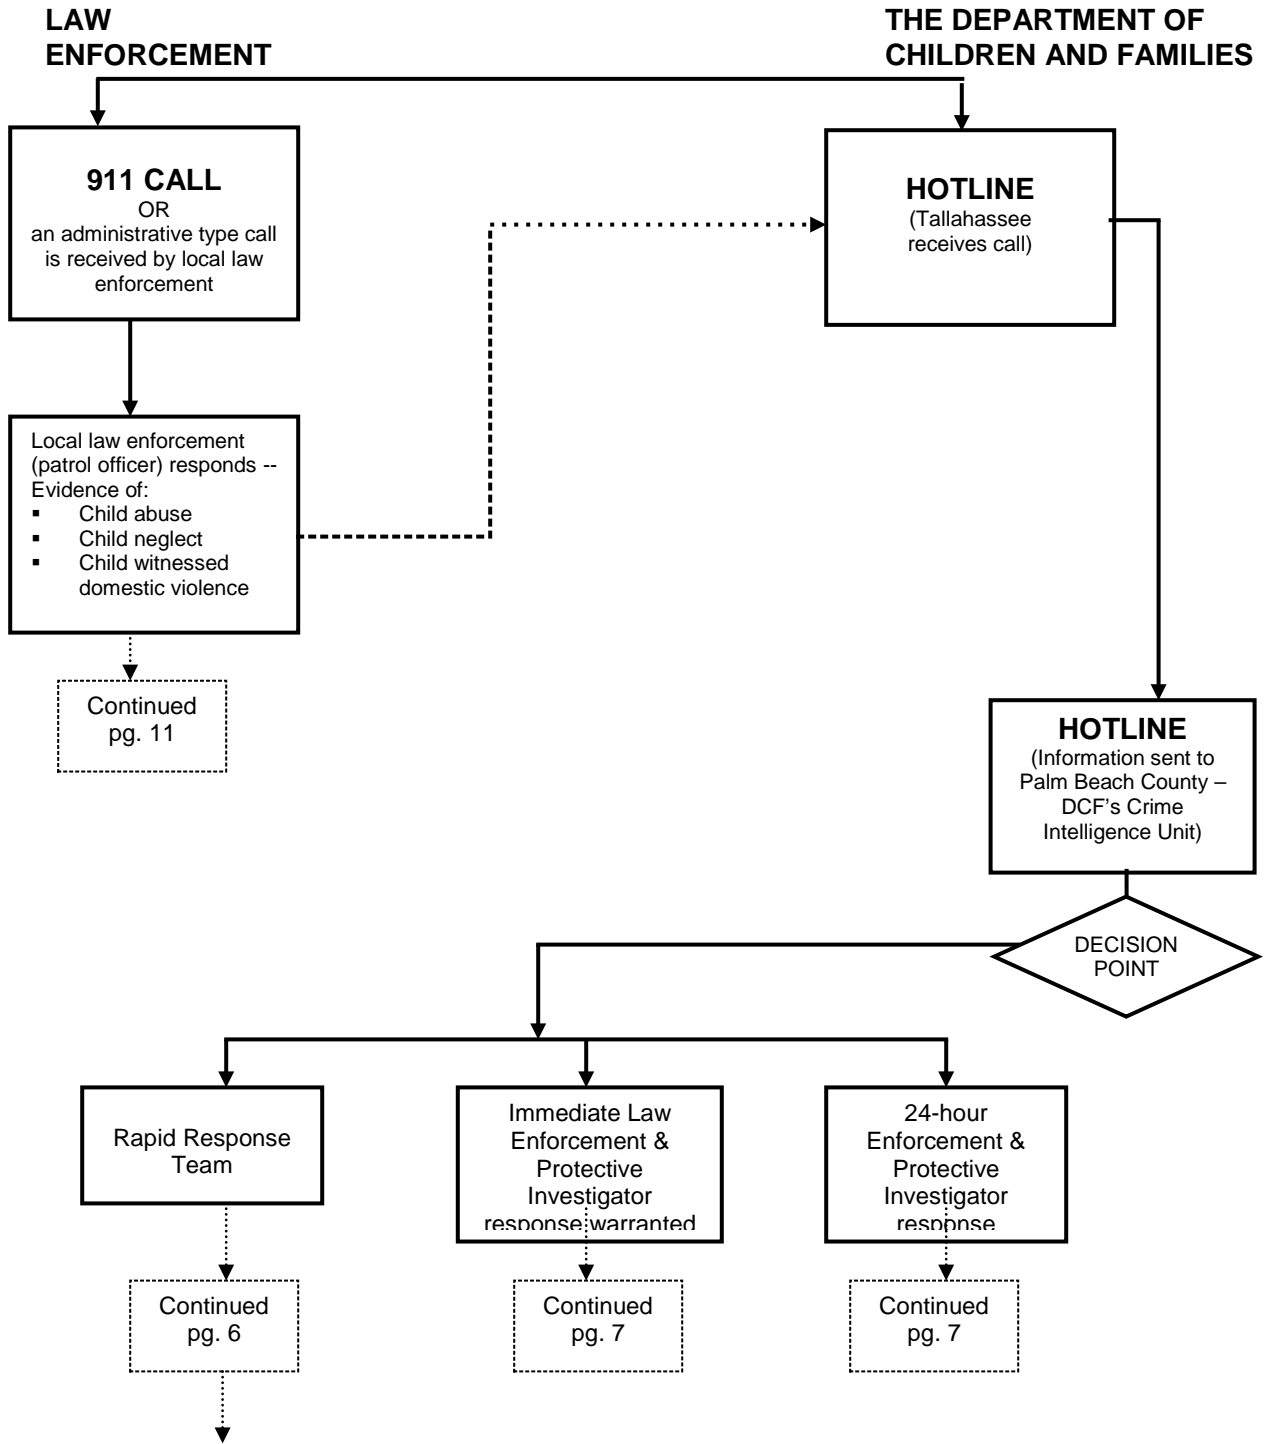 LAW
ENFORCEMENT
THE DEPARTMENT OF
CHILDREN AND FAMILIES
911 CALL
OR
an administrative type call
is received by local law
enforcement
HOTLINE
(Tallahassee
receives call)
Local law enforcement
(patrol officer) responds --
Evidence of:
▪ Child abuse
▪ Child neglect
▪ Child witnessed
domestic violence
Continued
pg. 11
HOTLINE
(Information sent to
Palm Beach County –
DCF’s Crime
Intelligence Unit)
DECISION
POINT
Rapid Response
Team
Immediate Law
Enforcement &
Protective
Investigator
response warranted
24-hour
Enforcement &
Protective
Investigator
response
Continued
pg. 6
Continued
pg. 7
Continued
pg. 7